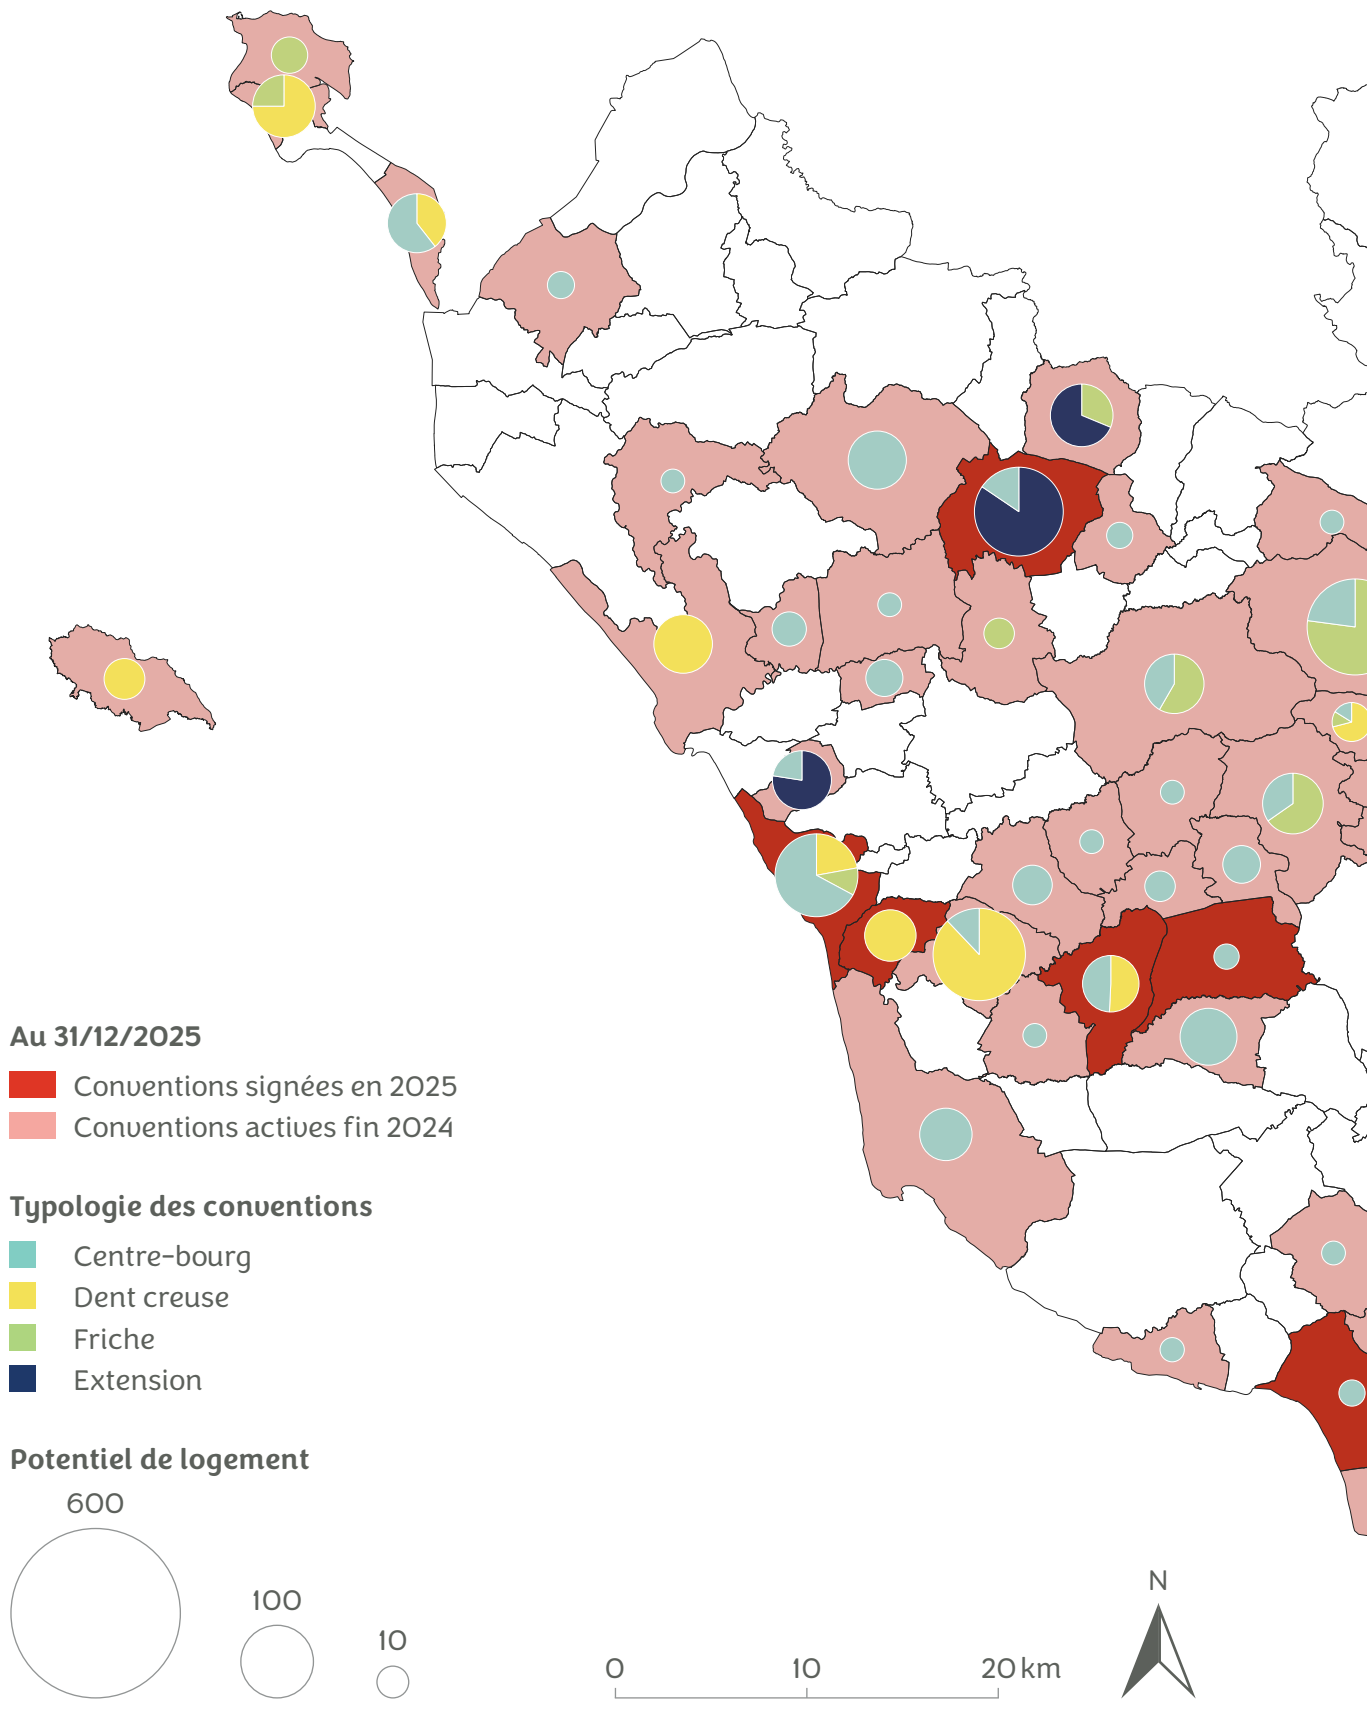 Au 31/12/2025
Conventions signées en 2025
Conventions actives fin 2024
Typologie des conventions
Centre-bourg
Dent creuse
Friche
Extension
Potentiel de logement
600
100
10
0 10 20 km
N